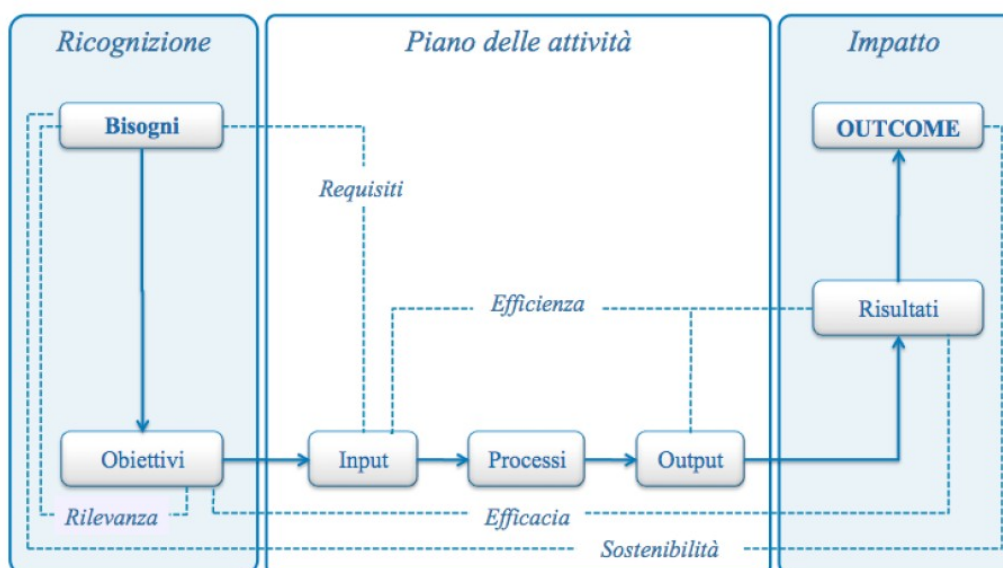 Ricognizione
Piano delle attività
Impatto
Bisogni
OUTCOME
Requisiti
Efficienza
Risultati
Obiettivi
Input
Processi
Output
Rilevanza
Efficacia
Sostenibilità